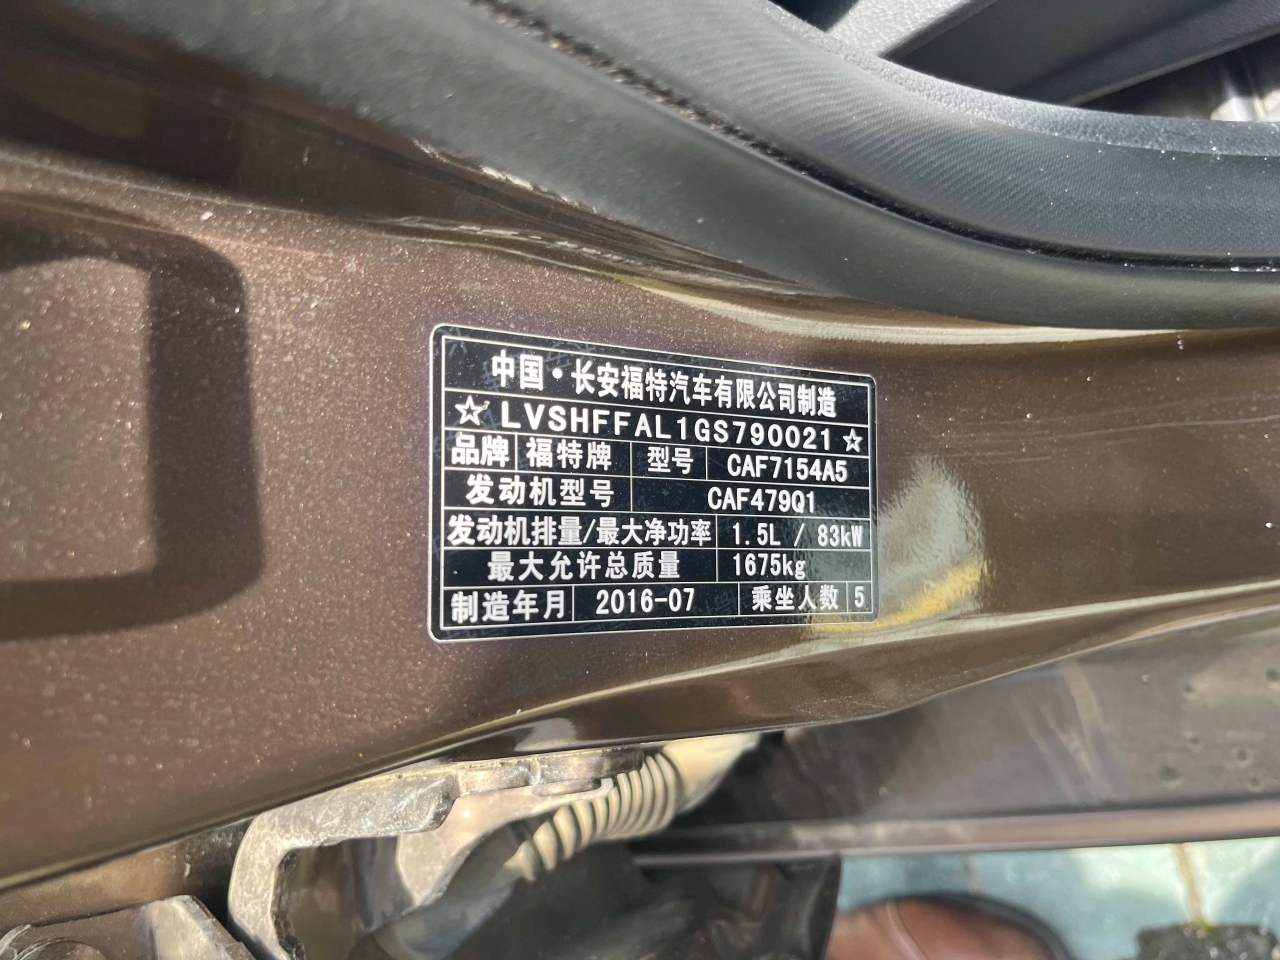 中国·长安福特汽车有限公司制造
☆LVSHFFAL1GS790021☆
品牌 福特牌 型号 CAF7154A5
发动机型号 CAF479Q1
发动机排量/最大净功率 1.5L / 83kW
最大允许总质量 1675kg
制造年月 2016-07 乘坐人数 5